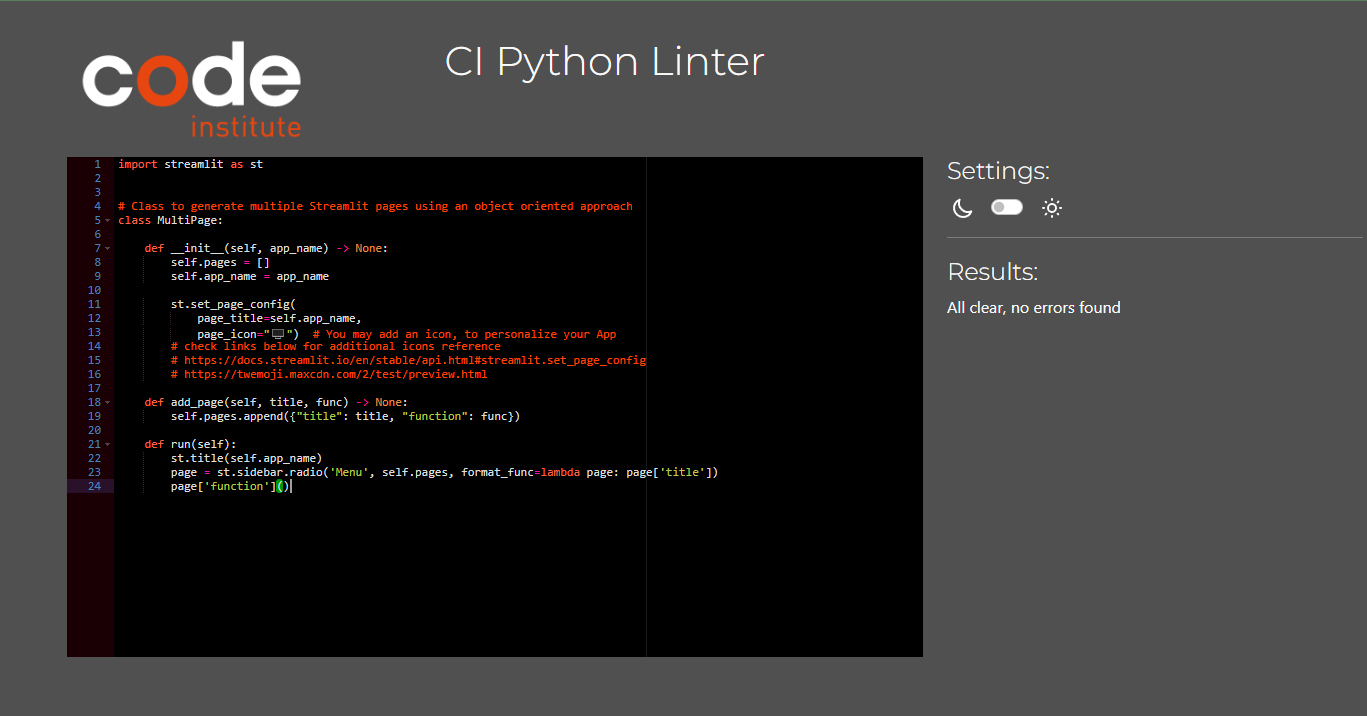 code
institute
CI Python Linter
1 import streamlit as st
2
3
4 # Class to generate multiple Streamlit pages using an object oriented approach
5 class MultiPage:
6
7     def __init__(self, app_name) -> None:
8         self.pages = []
9         self.app_name = app_name
10
11         st.set_page_config(
12             page_title=self.app_name,
13             page_icon="🖥️")  # You may add an icon, to personalize your App
14         # check links below for additional icons reference
15         # https://docs.streamlit.io/en/stable/api.html#streamlit.set_page_config
16         # https://twemoji.maxcdn.com/2/test/preview.html
17
18     def add_page(self, title, func) -> None:
19         self.pages.append({"title": title, "function": func})
20
21     def run(self):
22         st.title(self.app_name)
23         page = st.sidebar.radio('Menu', self.pages, format_func=lambda page: page['title'])
24         page['function']()
Settings:
Results:
All clear, no errors found